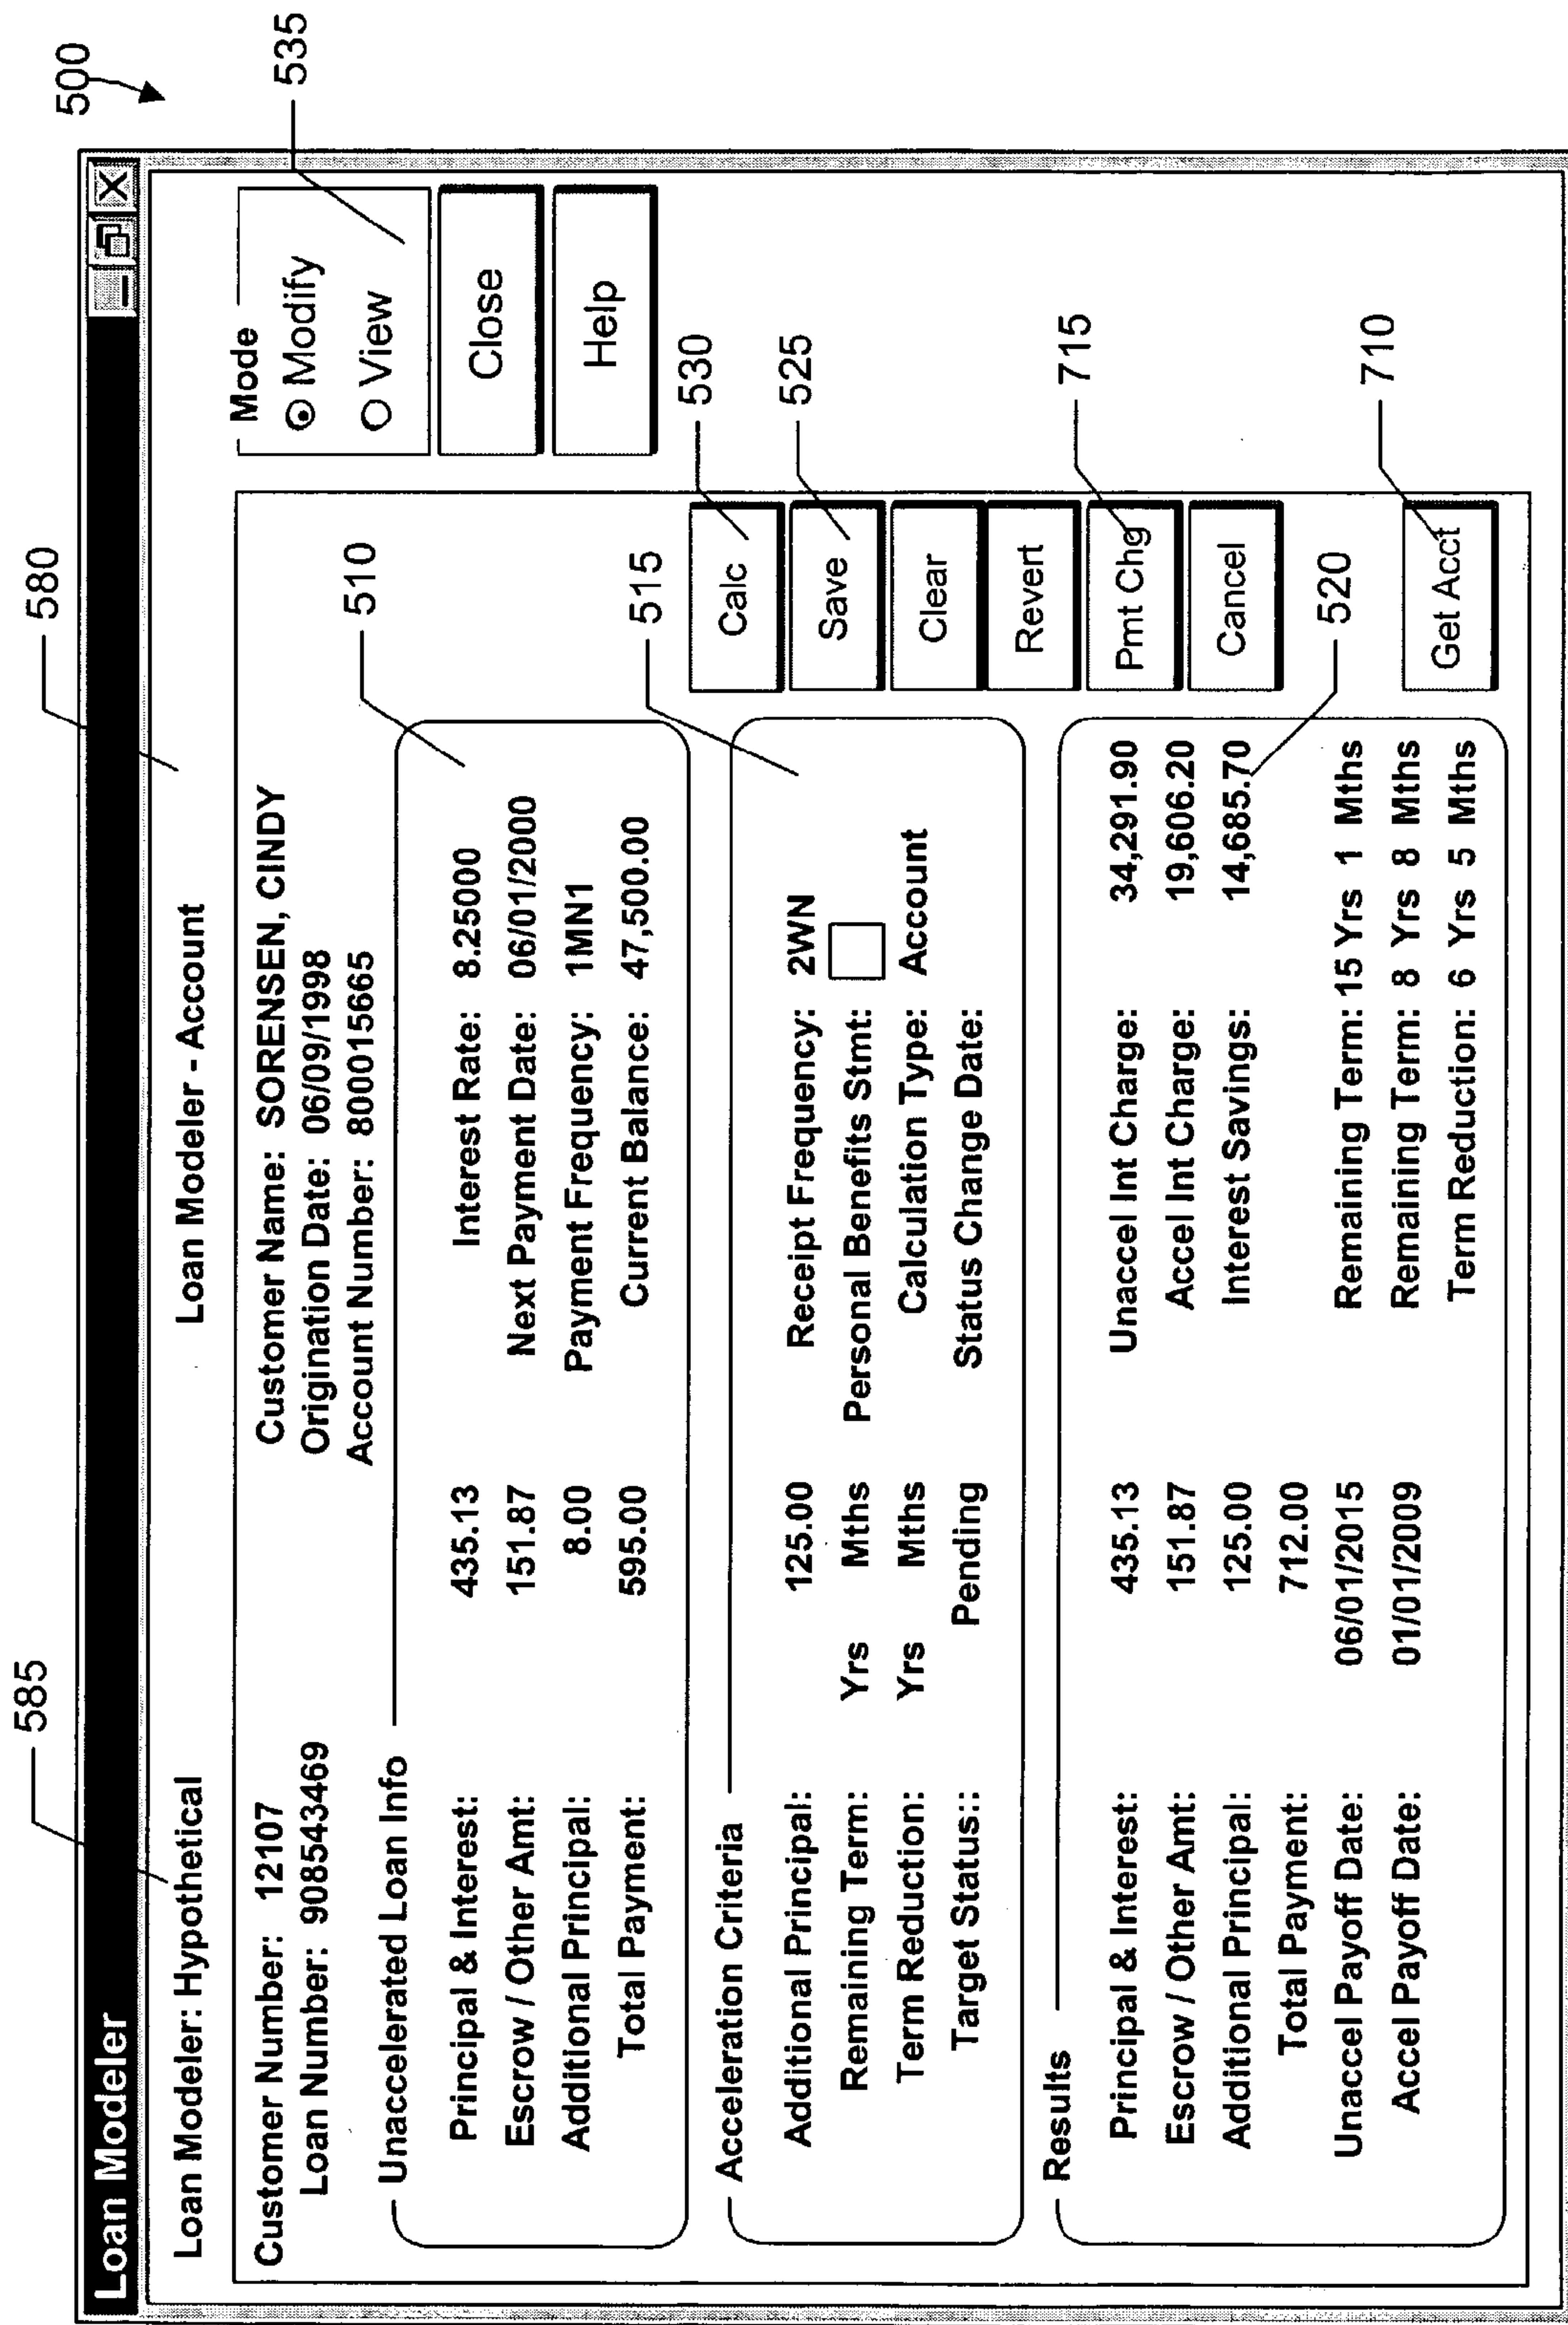 500
580
585
Loan Modeler
Loan Modeler: Hypothetical Loan Modeler - Account
Mode
Modify
View
535
Close
Help
Customer Number: 12107 Customer Name: SORENSEN, CINDY
Loan Number: 908543469 Origination Date: 06/09/1998
Account Number: 800015665
Unaccelerated Loan Info
510
Principal & Interest: 435.13 Interest Rate: 8.25000
Escrow / Other Amt: 151.87 Next Payment Date: 06/01/2000
Additional Principal: 8.00 Payment Frequency: 1MN1
Total Payment: 595.00 Current Balance: 47,500.00
Acceleration Criteria
515
Additional Principal: 125.00 Receipt Frequency: 2WN
Remaining Term: Yrs Mths Personal Benefits Stmt:
Term Reduction: Yrs Mths Calculation Type: Account
Target Status:: Pending Status Change Date:
Results
Principal & Interest: 435.13 Unaccel Int Charge: 34,291.90
Escrow / Other Amt: 151.87 Accel Int Charge: 19,606.20
Additional Principal: 125.00 Interest Savings: 14,685.70
Total Payment: 712.00
Unaccel Payoff Date: 06/01/2015 Remaining Term: 15 Yrs 1 Mths
Accel Payoff Date: 01/01/2009 Remaining Term: 8 Yrs 8 Mths
Term Reduction: 6 Yrs 5 Mths
520
Calc
530
Save
525
Clear
Revert
Pmt Chg
715
Cancel
Get Acct
710